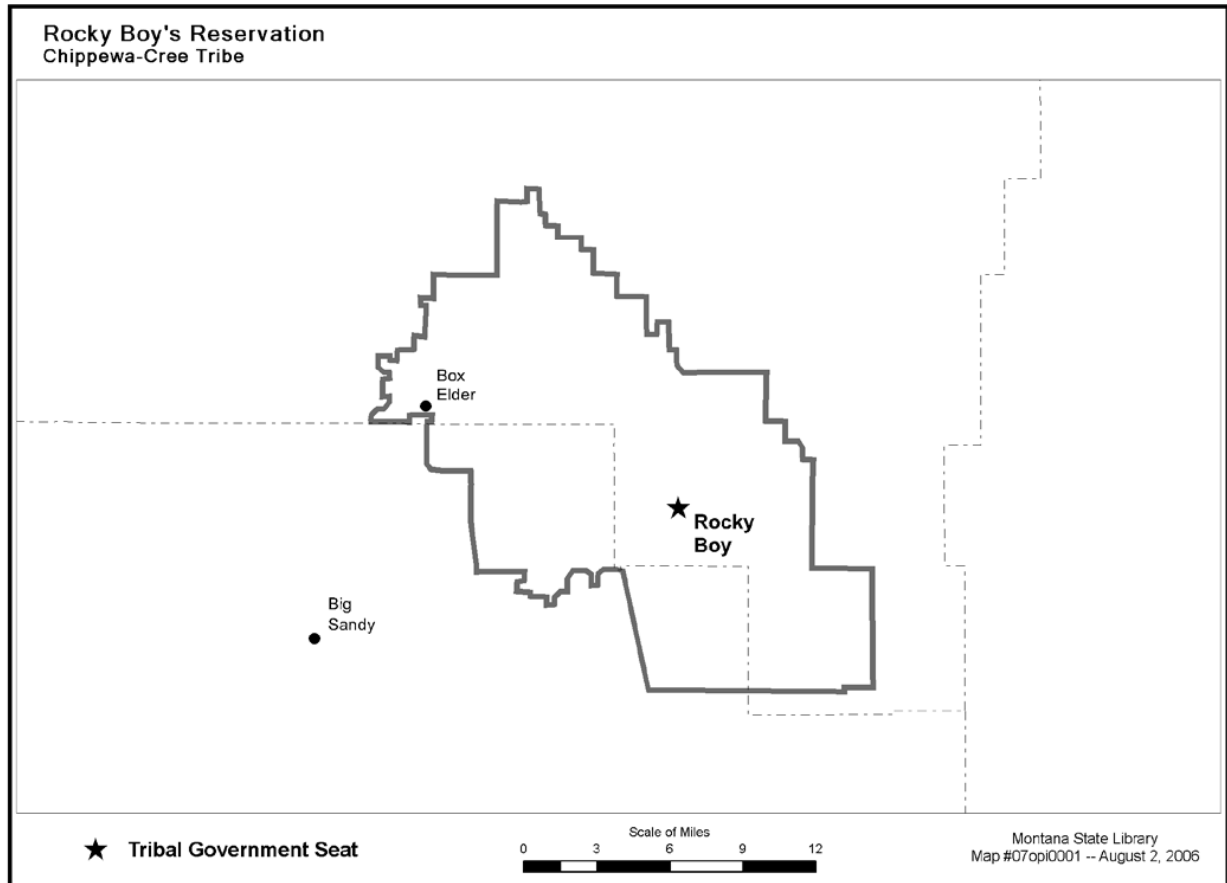 Rocky Boy's Reservation
Chippewa-Cree Tribe
Box
Elder
Rocky
Boy
Big
Sandy
Tribal Government Seat
Scale of Miles
0 3 6 9 12
Montana State Library
Map #07opi0001 -- August 2, 2006